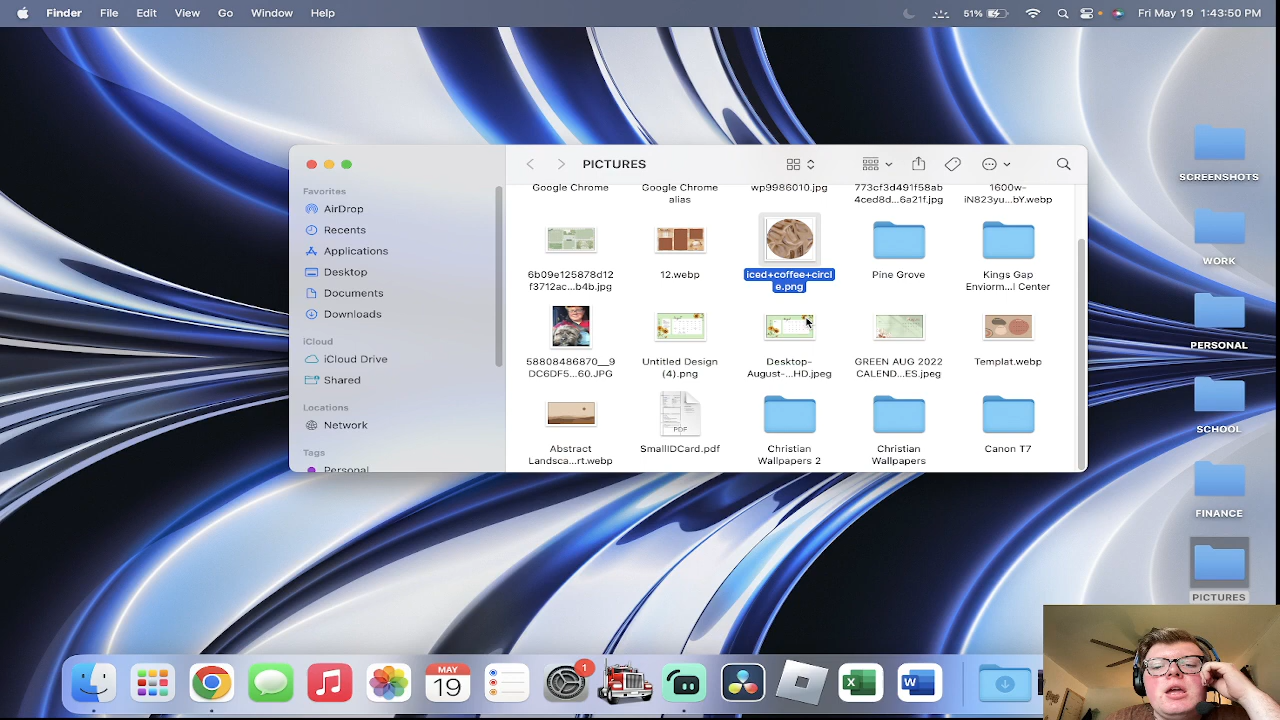 Finder File Edit View Go Window Help
51% Fri May 19 1:43:50 PM
PICTURES
Favorites
AirDrop
Recents
Applications
Desktop
Documents
Downloads
iCloud
iCloud Drive
Shared
Locations
Network
Tags
Personal
Google Chrome
Google Chrome
alias
wp9986010.jpg
773cf3d491f58ab
4ced8d...6a21f.jpg
1600w-
iN823yu...bY.webp
6b09e125878d12
f3712ac...b4b.jpg
12.webp
iced+coffee+circl
e.png
Pine Grove
Kings Gap
Enviorm...l Center
58808486870__9
DC6DF5...60.JPG
Untitled Design
(4).png
Desktop-
August-...HD.jpeg
GREEN AUG 2022
CALEND...ES.jpeg
Templat.webp
Abstract
Landsca...rt.webp
PDF
SmallIDCard.pdf
Christian
Wallpapers 2
Christian
Wallpapers
Canon T7
SCREENSHOTS
WORK
PERSONAL
SCHOOL
FINANCE
PICTURES
MAY
19
1
X
W